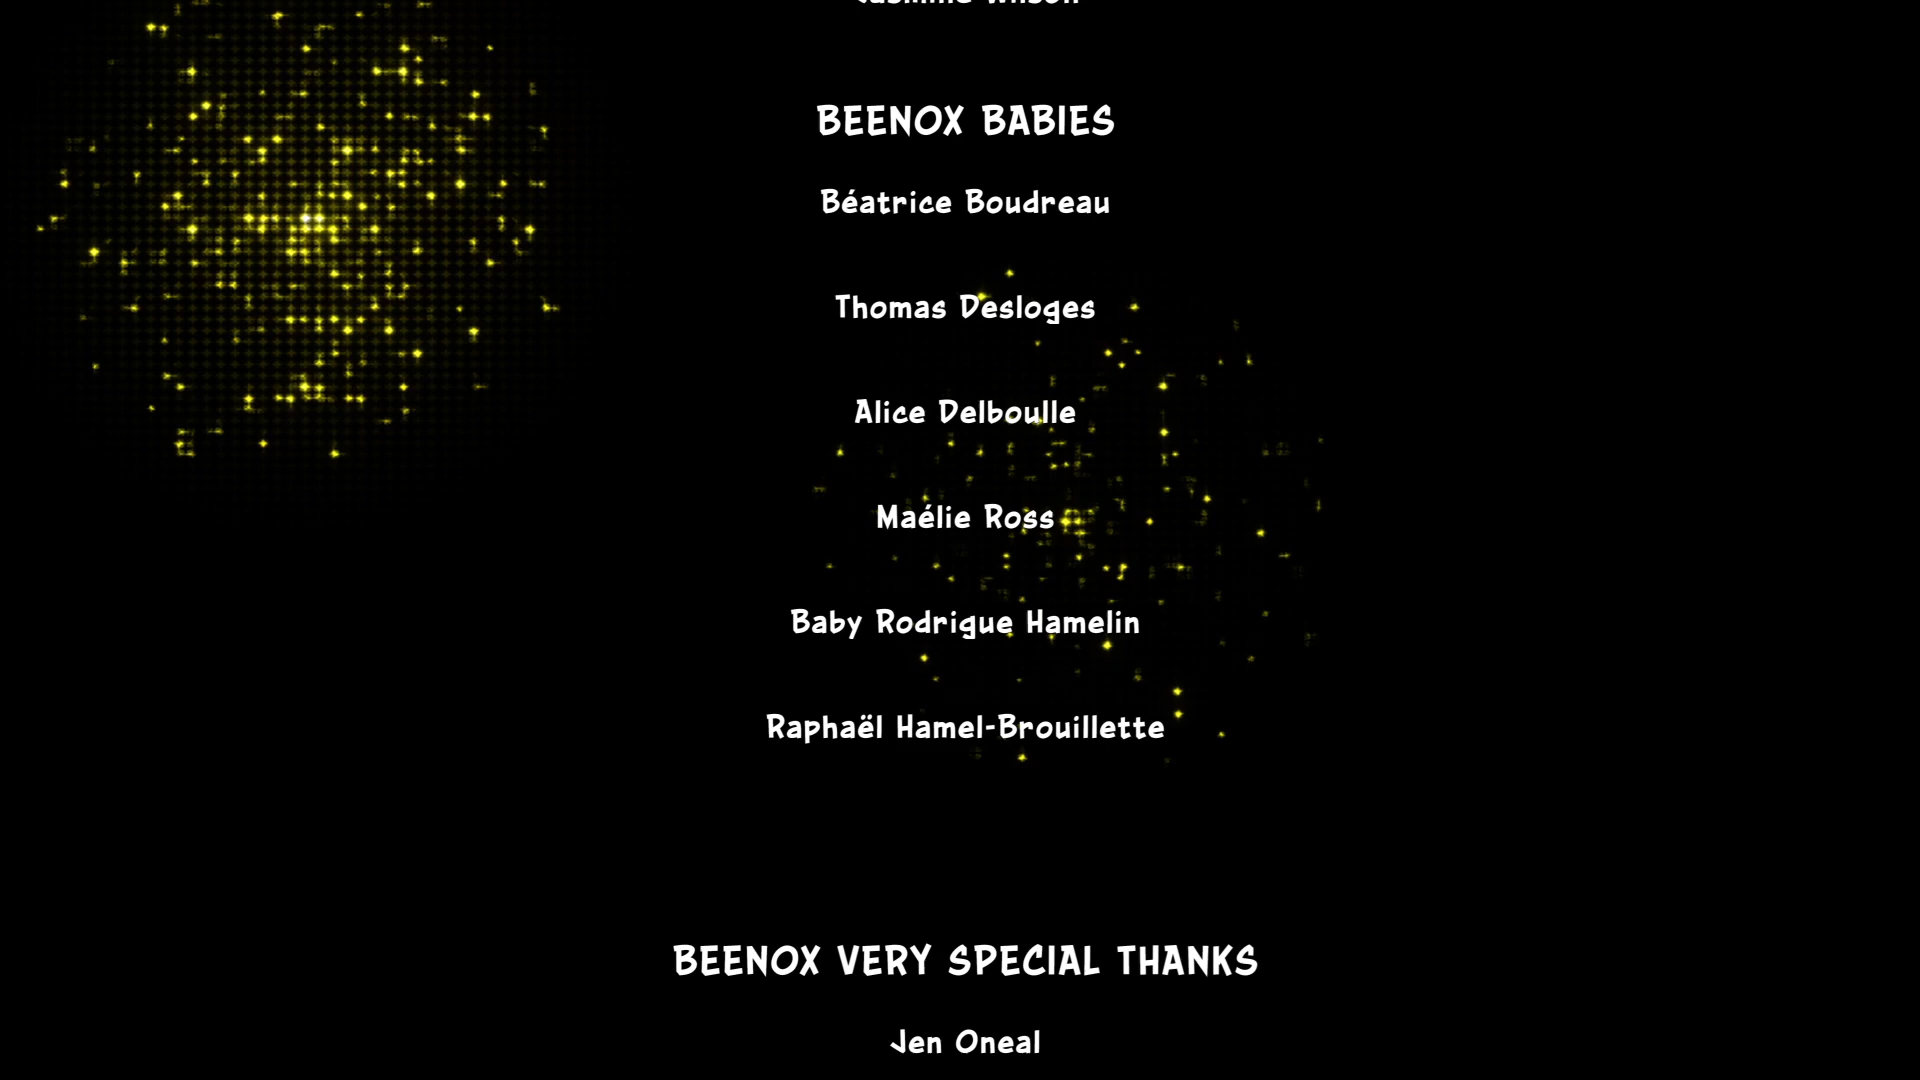 BEENOX BABIES
Béatrice Boudreau
Thomas Desloges
Alice Delboulle
Maélie Ross
Baby Rodrigue Hamelin
Raphaël Hamel-Brouillette
BEENOX VERY SPECIAL THANKS
Jen Oneal